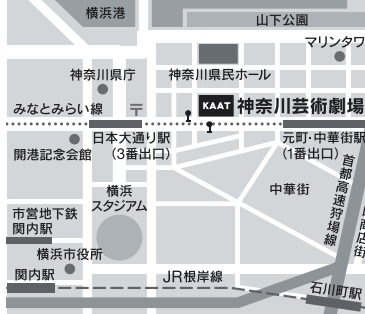 横浜港
山下公園
マリンタワ
神奈川県庁
神奈川県民ホール
みなとみらい線
〒
KAAT 神奈川芸術劇場
日本大通り駅
(3番出口)
元町・中華街駅
(1番出口)
開港記念会館
首都高速狩場線
中華街
横浜
スタジアム
市営地下鉄
関内駅
商店街
横浜市役所
関内駅
JR根岸線
石川町駅